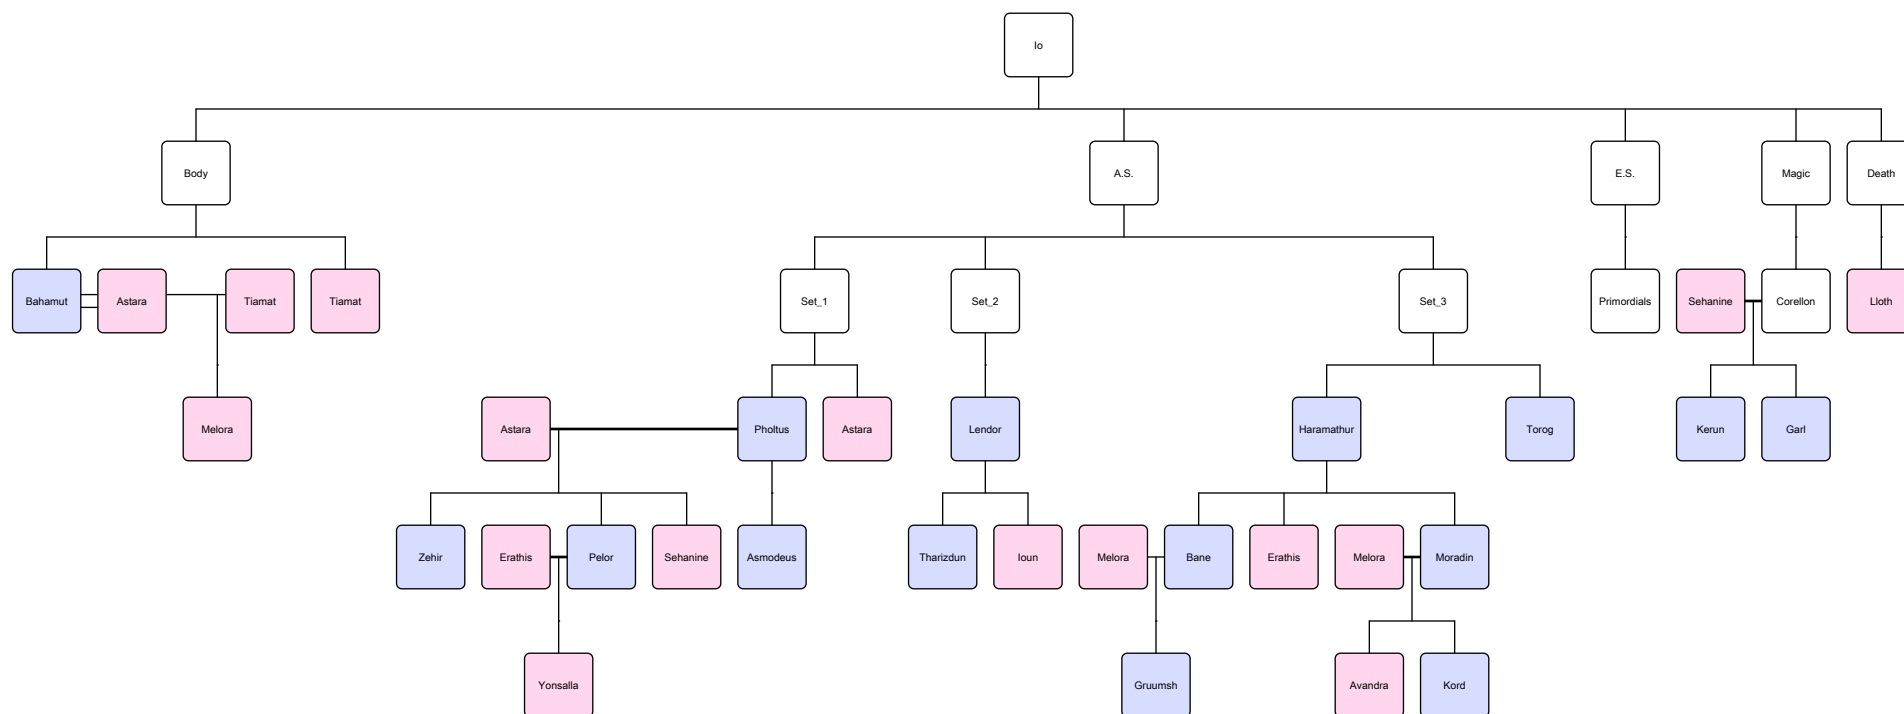 Io
Body
A.S.
E.S.
Magic
Death
Bahamut
Astara
Tiamat
Tiamat
Set_1
Set_2
Set_3
Primordials
Sehanine
Corellon
Lloth
Melora
Astara
Pholtus
Astara
Lendor
Haramathur
Torog
Kerun
Garl
Zehir
Erathis
Pelor
Sehanine
Asmodeus
Tharizdun
Ioun
Melora
Bane
Erathis
Melora
Moradin
Yonsalla
Gruumsh
Avandra
Kord